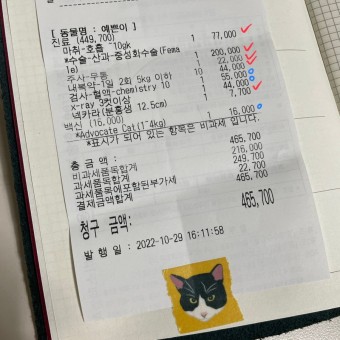 [ 동물명 : 예쁜이 ]
진료 (449,700)
마취-호흡 ~10gk 1 77,000
*수술-산과-중성화수술(Fema
le) 1 200,000
주사-무통 1 22,000
내복약-1일 2회 5kg 이하 10 44,000
검사-혈액-chemistry 10 1 55,000
x-ray 3컷이상 1 44,000
넥카라(분홍생 12.5cm) 1 7,700
백신 (16,000)
*Advocate Cat(1~4kg) 1 16,000
*표시가 되어 있는 항목은 비과세 입니다.
총 금 액 : 465,700
비과세품목합계 216,000
과세품목합계 249,700
과세품목에포함된부가세 22,700
결제금액합계 465,700
청구 금액: 465,700
발 행 일 : 2022-10-29 16:11:58